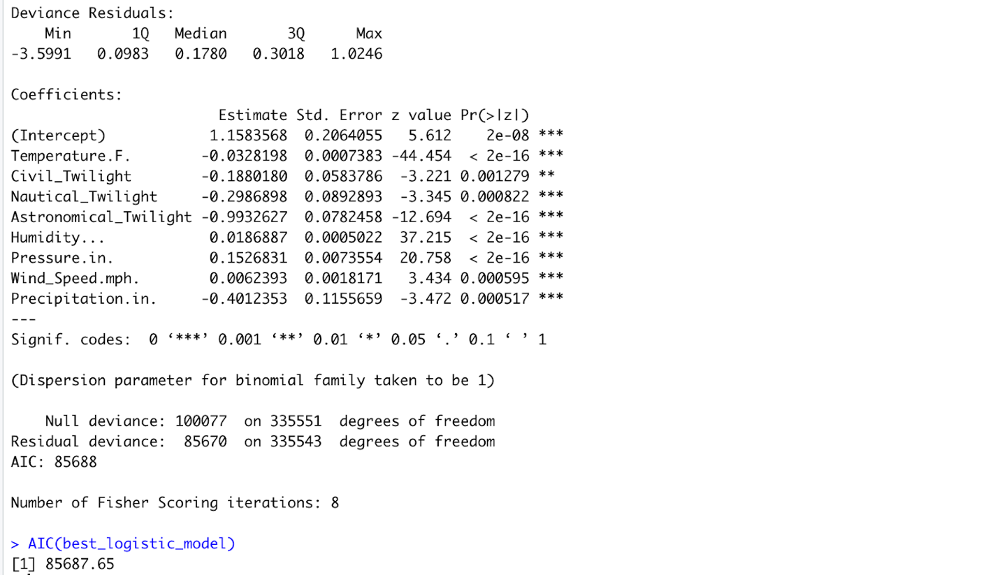 Deviance Residuals:
    Min      1Q   Median      3Q     Max
-3.5991  0.0983  0.1780  0.3018  1.0246
Coefficients:
                       Estimate Std. Error z value Pr(>|z|)
(Intercept)           1.1583568  0.2064055   5.612    2e-08 ***
Temperature.F.       -0.0328198  0.0007383 -44.454  < 2e-16 ***
Civil_Twilight       -0.1880180  0.0583786  -3.221 0.001279 **
Nautical_Twilight    -0.2986898  0.0892893  -3.345 0.000822 ***
Astronomical_Twilight -0.9932627  0.0782458 -12.694  < 2e-16 ***
Humidity...           0.0186887  0.0005022  37.215  < 2e-16 ***
Pressure.in.          0.1526831  0.0073554  20.758  < 2e-16 ***
Wind_Speed.mph.       0.0062393  0.0018171   3.434 0.000595 ***
Precipitation.in.    -0.4012353  0.1155659  -3.472 0.000517 ***
---
Signif. codes:  0 ‘***’ 0.001 ‘**’ 0.01 ‘*’ 0.05 ‘.’ 0.1 ‘ ’ 1
(Dispersion parameter for binomial family taken to be 1)
    Null deviance: 100077  on 335551  degrees of freedom
Residual deviance:  85670  on 335543  degrees of freedom
AIC: 85688
Number of Fisher Scoring iterations: 8
> AIC(best_logistic_model)
[1] 85687.65